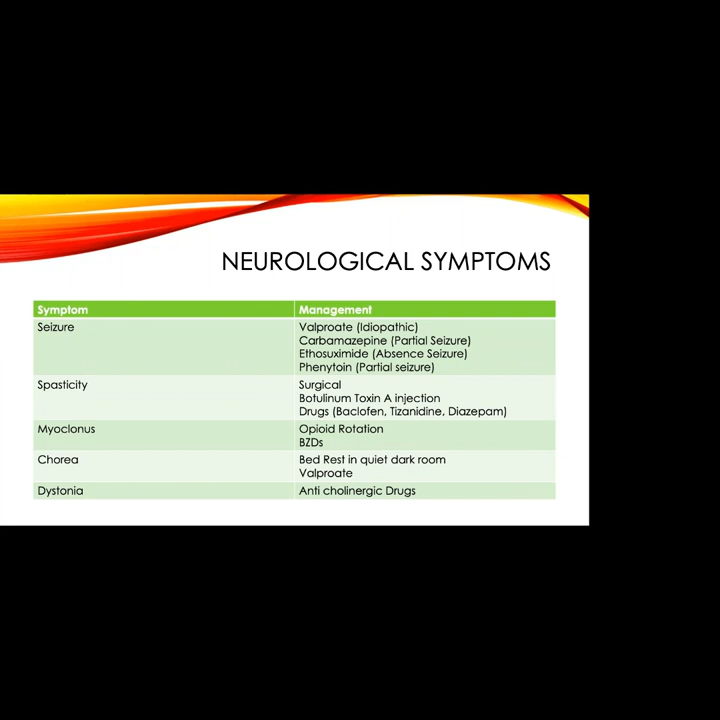 NEUROLOGICAL SYMPTOMS
Symptom Management
Seizure Valproate (Idiopathic)
Carbamazepine (Partial Seizure)
Ethosuximide (Absence Seizure)
Phenytoin (Partial seizure)
Spasticity Surgical
Botulinum Toxin A injection
Drugs (Baclofen, Tizanidine, Diazepam)
Myoclonus Opioid Rotation
BZDs
Chorea Bed Rest in quiet dark room
Valproate
Dystonia Anti cholinergic Drugs